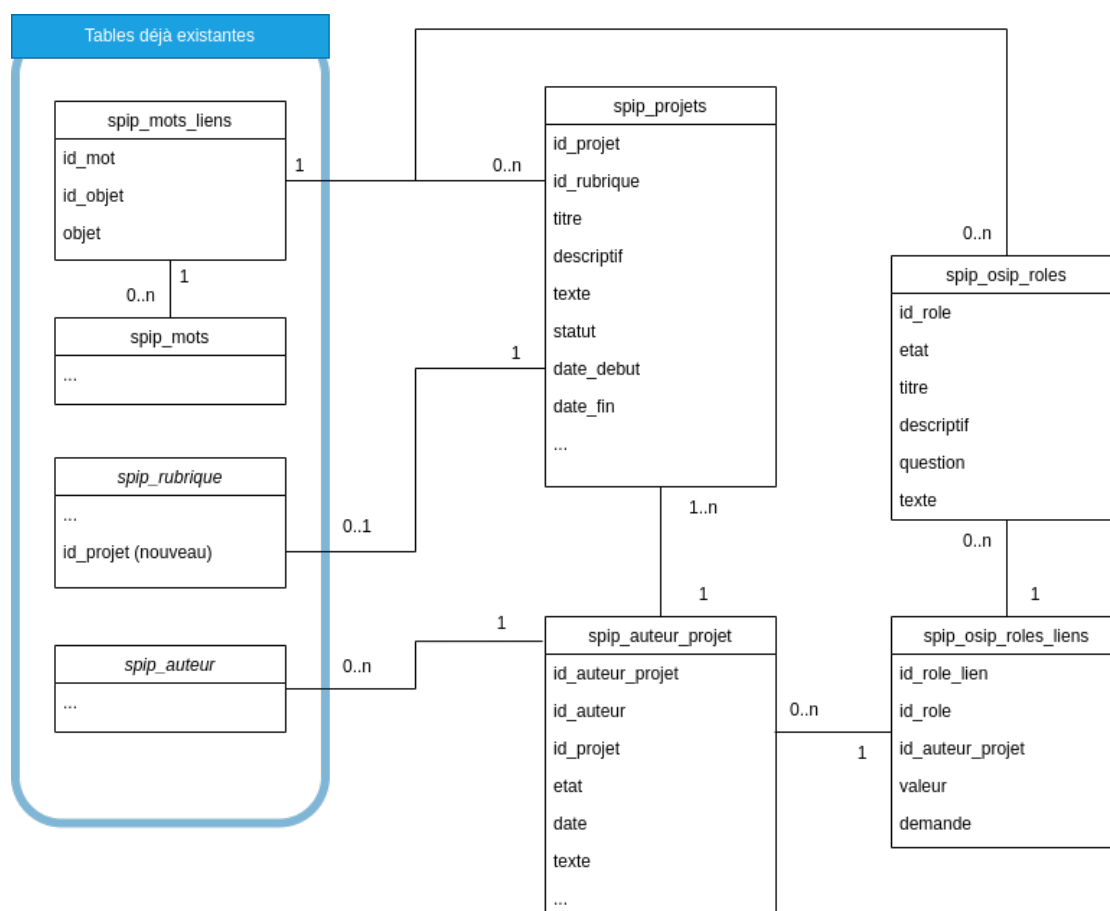 Tables déjà existantes
spip_mots_liens
id_mot
id_objet
objet
1
0..n
1
0..n
spip_mots
...
spip_rubrique
...
id_projet (nouveau)
0..1
1
spip_auteur
...
0..n
1
spip_projets
id_projet
id_rubrique
titre
descriptif
texte
statut
date_debut
date_fin
...
1..n
1
spip_auteur_projet
id_auteur_projet
id_auteur
id_projet
etat
date
texte
...
0..n
1
0..n
spip_osip_roles
id_role
etat
titre
descriptif
question
texte
0..n
1
spip_osip_roles_liens
id_role_lien
id_role
id_auteur_projet
valeur
demande